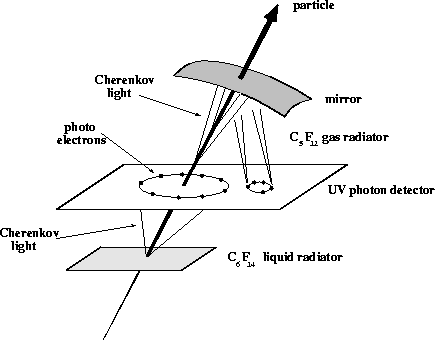 particle
Cherenkov
light
mirror
photo
electrons
C5F12 gas radiator
UV photon detector
Cherenkov
light
C6F14 liquid radiator